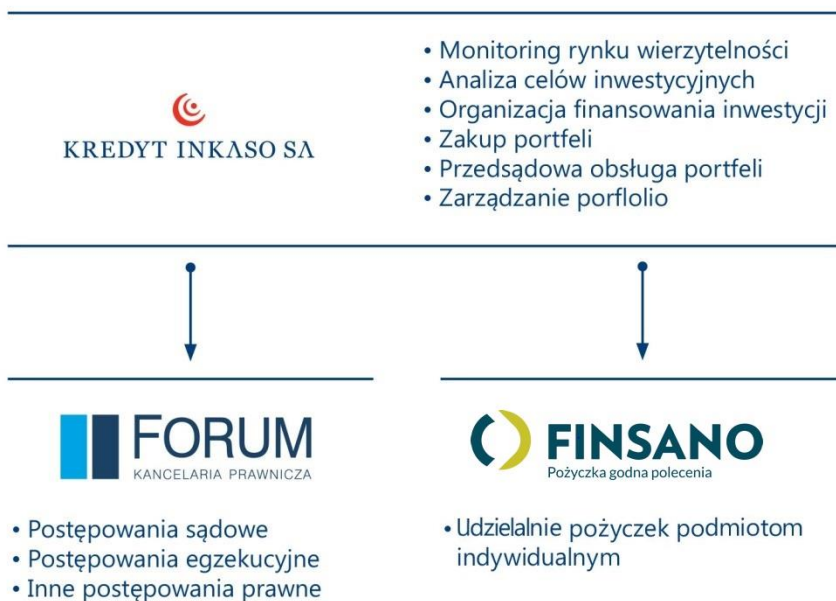 KREDYT INKASO SA
• Monitoring rynku wierzytelności
• Analiza celów inwestycyjnych
• Organizacja finansowania inwestycji
• Zakup portfeli
• Przedsądowa obsługa portfeli
• Zarządzanie porflolio
FORUM
KANCELARIA PRAWNICZA
• Postępowania sądowe
• Postępowania egzekucyjne
• Inne postępowania prawne
FINSANO
Pożyczka godna polecenia
• Udzielalnie pożyczek podmiotom
indywidualnym